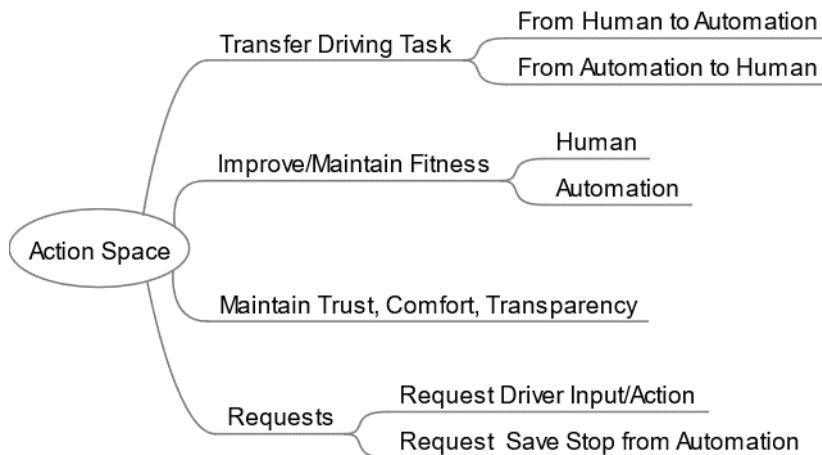 Transfer Driving Task
From Human to Automation
From Automation to Human
Improve/Maintain Fitness
Human
Automation
Action Space
Maintain Trust, Comfort, Transparency
Requests
Request Driver Input/Action
Request Save Stop from Automation